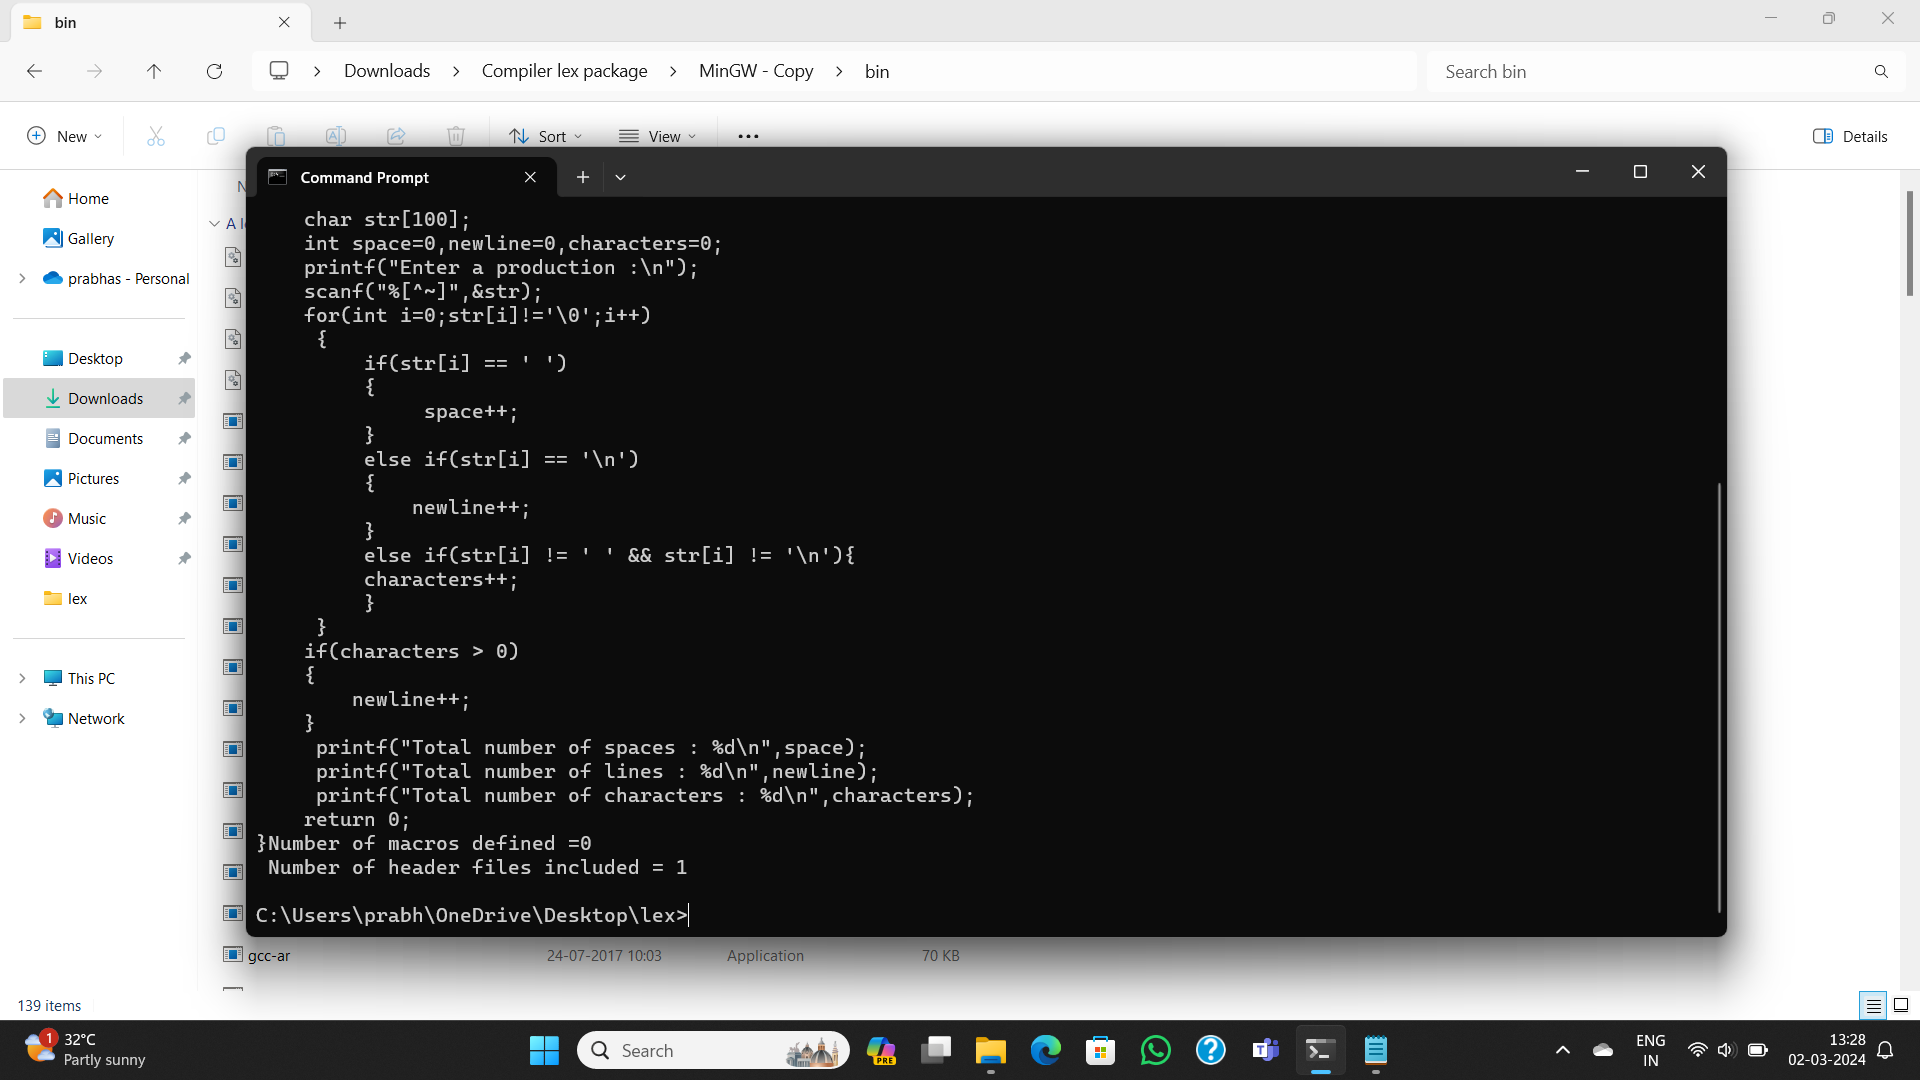 bin
Downloads > Compiler lex package > MinGW - Copy > bin
Search bin
New
Sort
View
Details
Home
Gallery
prabhas - Personal
Desktop
Downloads
Documents
Pictures
Music
Videos
lex
This PC
Network
Command Prompt
char str[100];
int space=0,newline=0,characters=0;
printf("Enter a production :\n");
scanf("%[^~]",&str);
for(int i=0;str[i]!='\0';i++)
{
if(str[i] == ' ')
{
space++;
}
else if(str[i] == '\n')
{
newline++;
}
else if(str[i] != ' ' && str[i] != '\n'){
characters++;
}
}
if(characters > 0)
{
newline++;
}
printf("Total number of spaces : %d\n",space);
printf("Total number of lines : %d\n",newline);
printf("Total number of characters : %d\n",characters);
return 0;
}Number of macros defined =0
Number of header files included = 1
C:\Users\prabh\OneDrive\Desktop\lex>
gcc-ar 24-07-2017 10:03 Application 70 KB
139 items
1
32°C
Partly sunny
Search
PRE
ENG
IN
13:28
02-03-2024